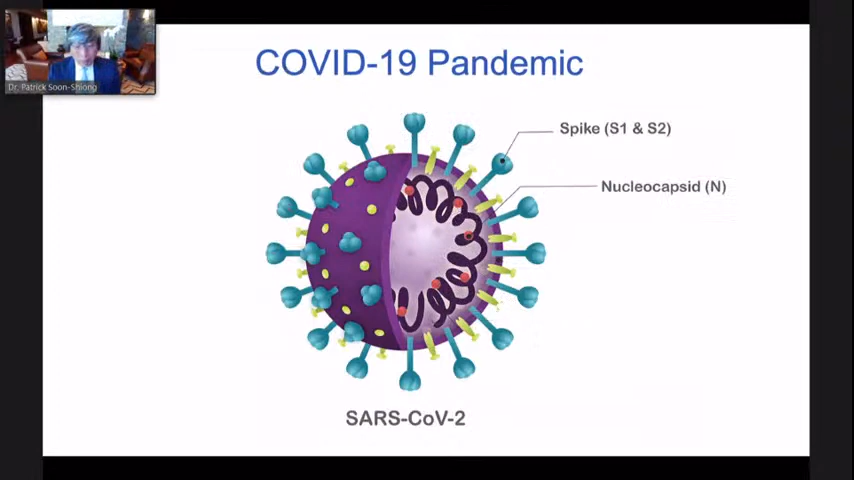 COVID-19 Pandemic
Dr. Patrick Soon-Shiong
Spike (S1 & S2)
Nucleocapsid (N)
SARS-CoV-2